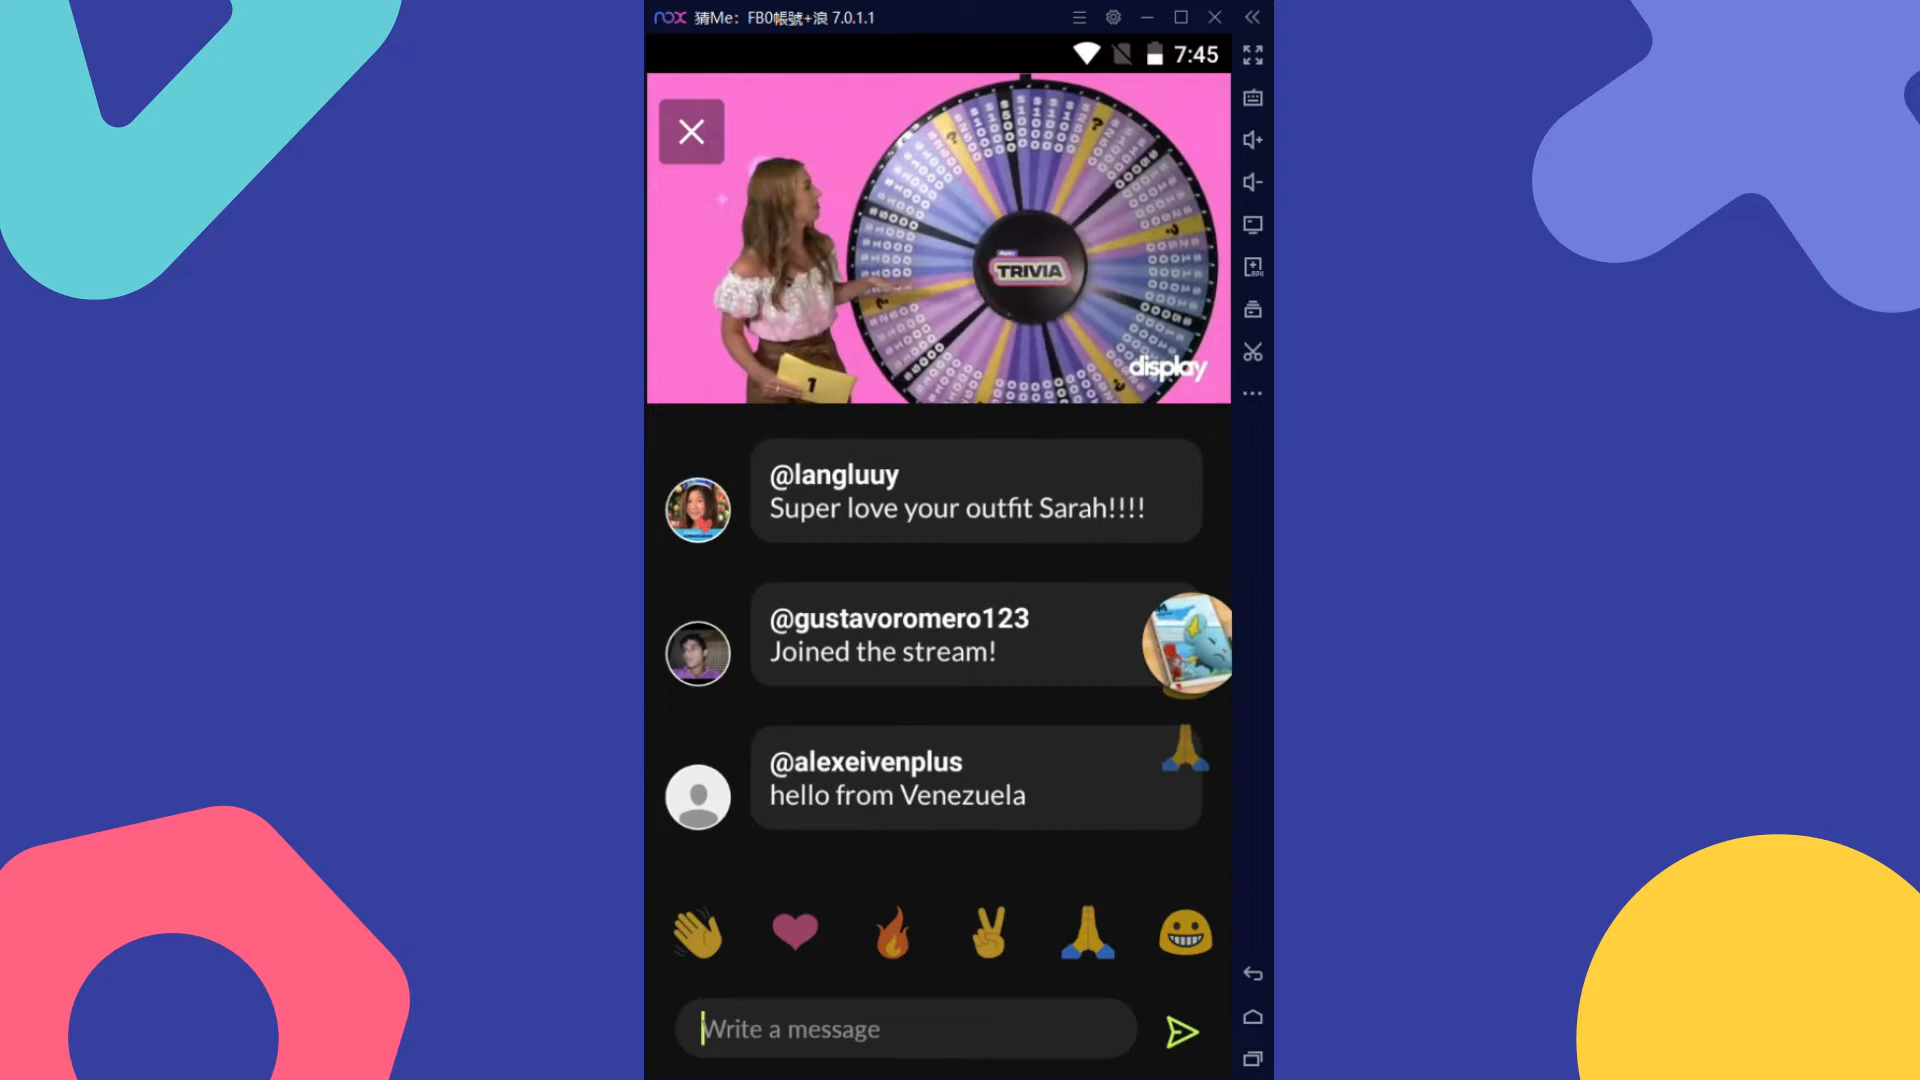 nox 猜Me: FB0帳號+浪 7.0.1.1
7:45
TRIVIA
display
1
@langluuy
Super love your outfit Sarah!!!!
@gustavoromero123
Joined the stream!
@alexeivenplus
hello from Venezuela
Write a message